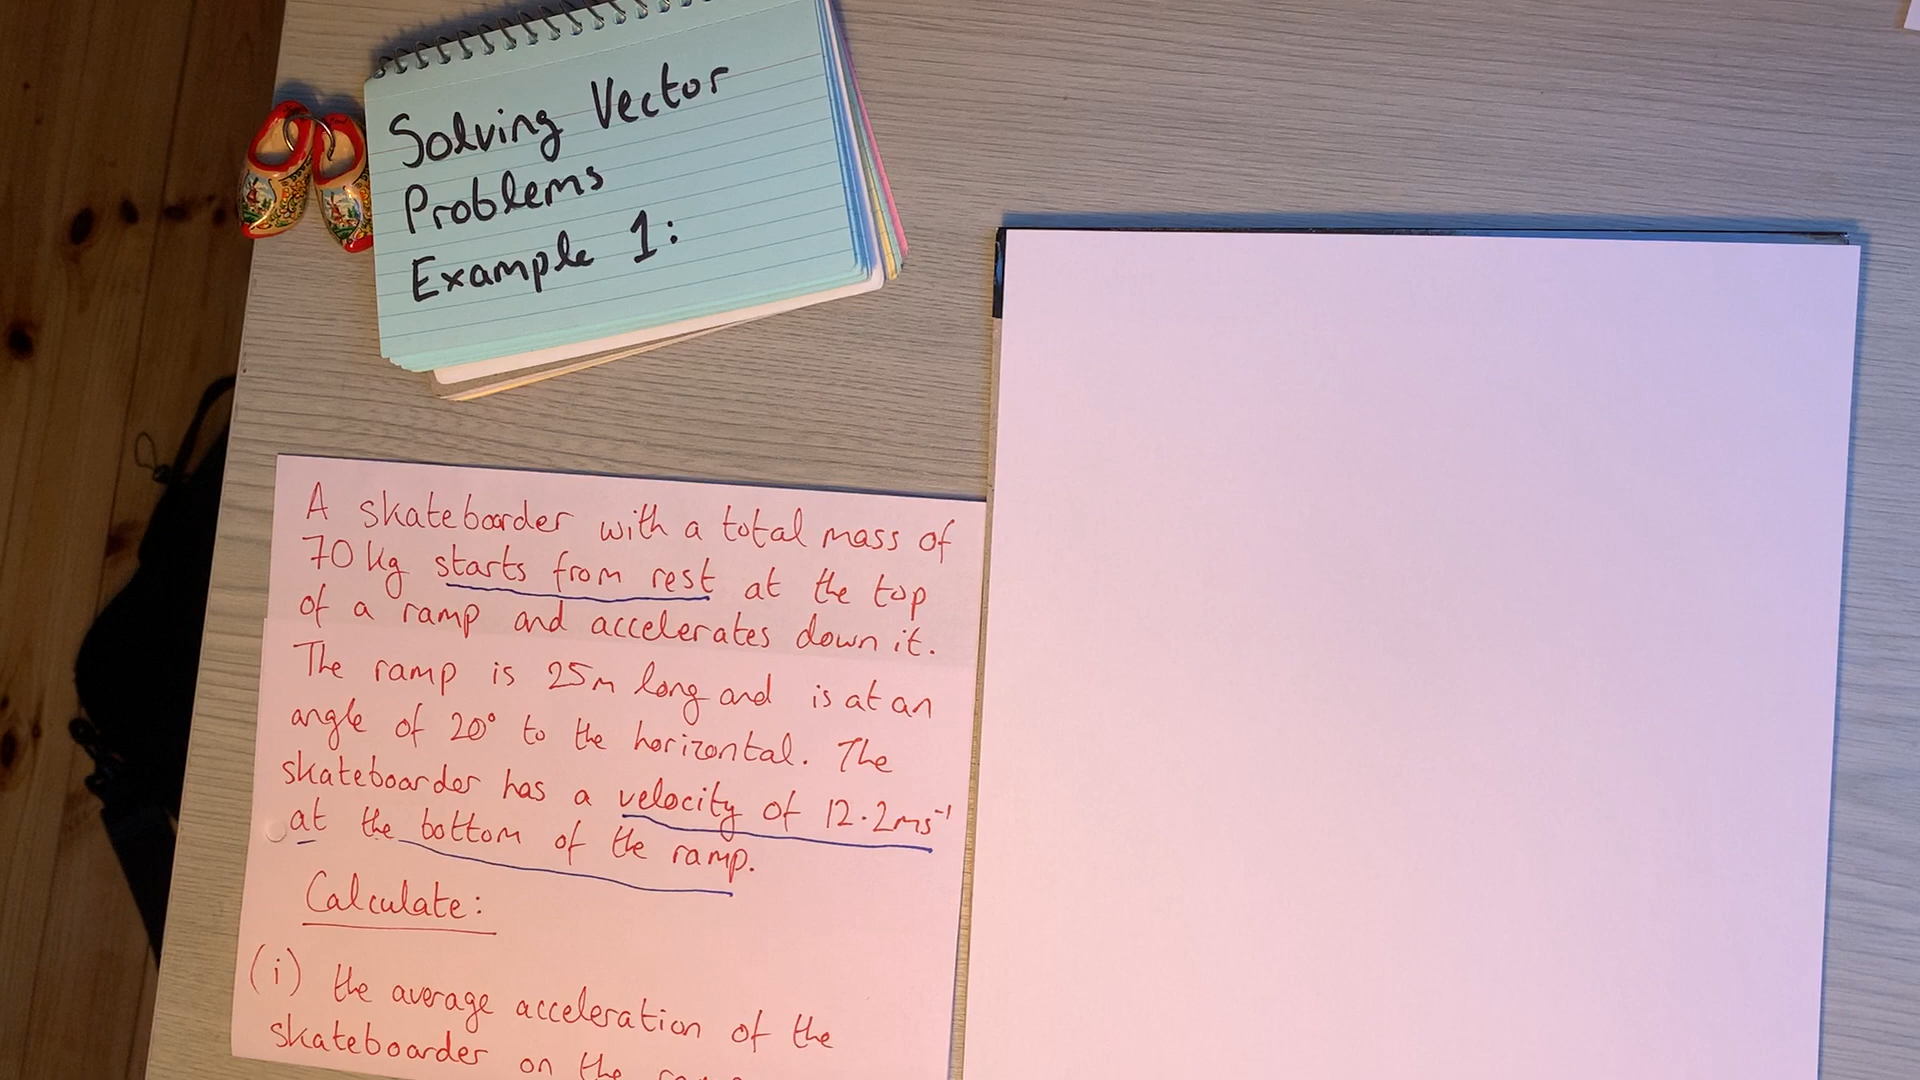 Solving Vector
Problems
Example 1:
A skateboarder with a total mass of
70kg starts from rest at the top
of a ramp and accelerates down it.
The ramp is 25m long and is at an
angle of 20° to the horizontal. The
skateboarder has a velocity of 12.2ms⁻¹
at the bottom of the ramp.
Calculate:
(i) the average acceleration of the
skateboarder on the